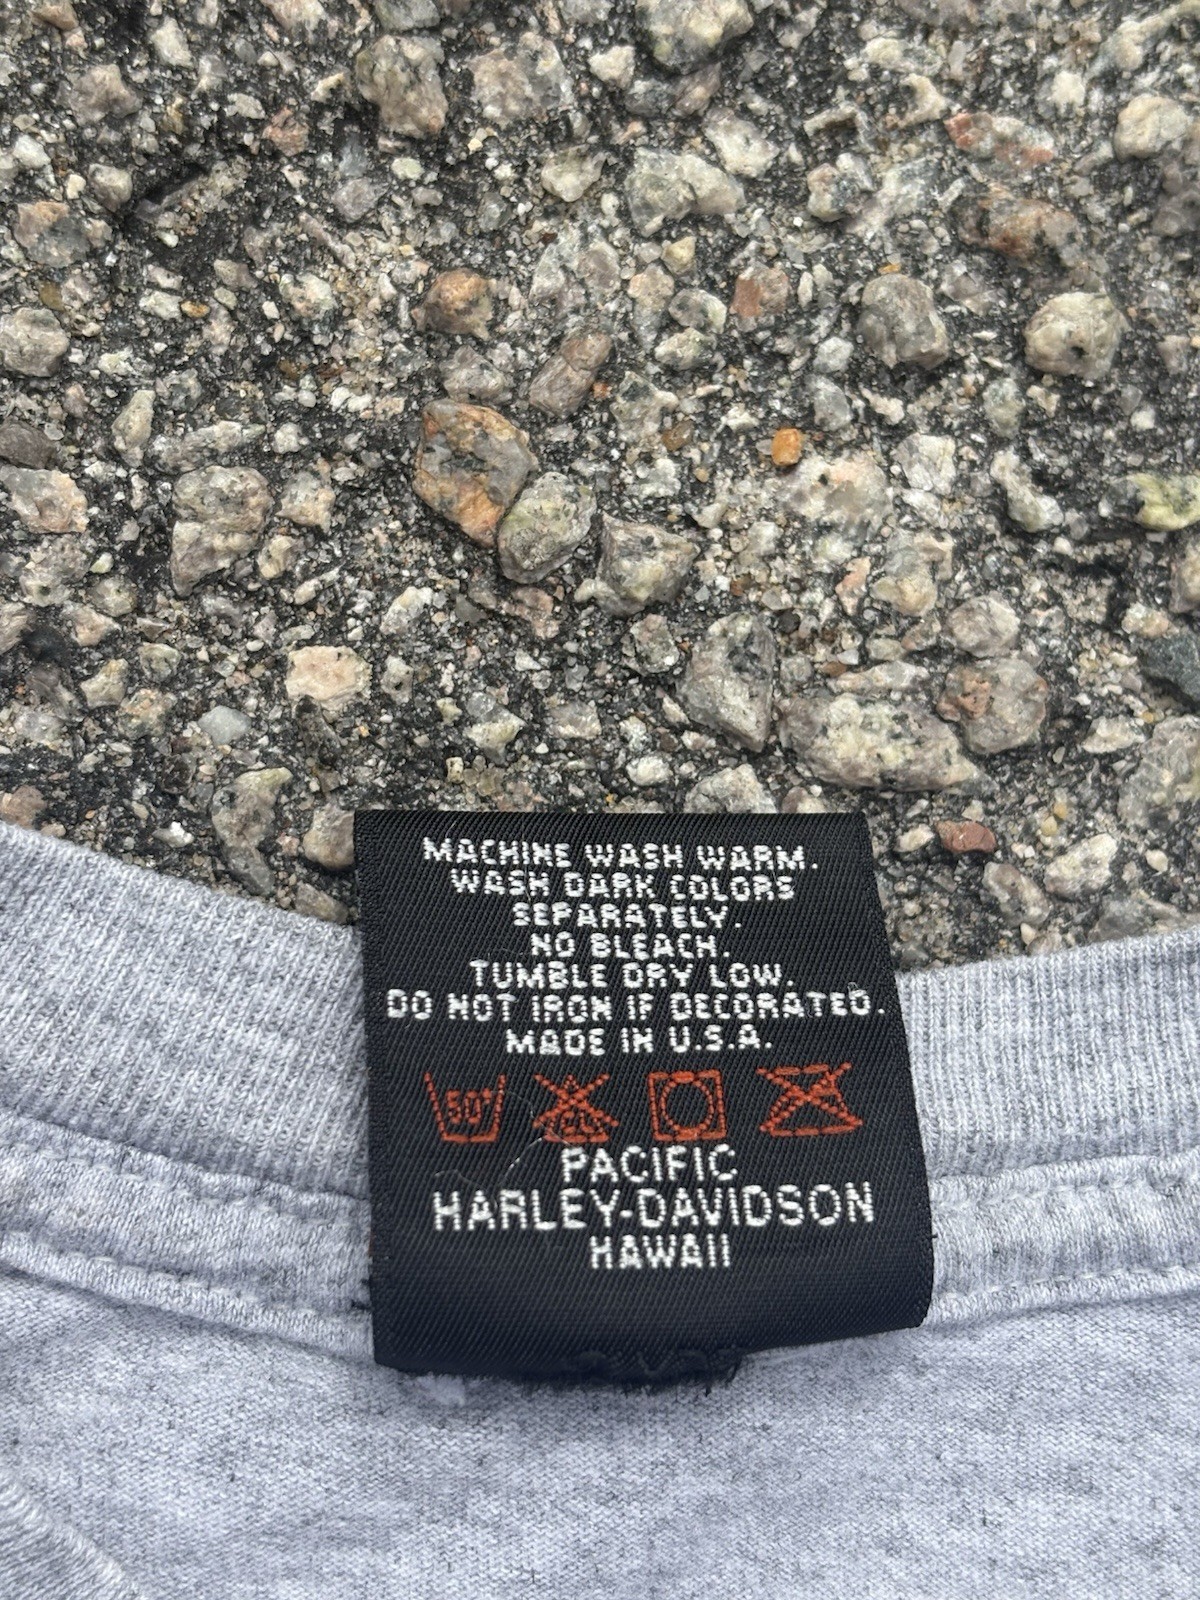 MACHINE WASH WARM.
WASH DARK COLORS
SEPARATELY.
NO BLEACH.
TUMBLE DRY LOW.
DO NOT IRON IF DECORATED.
MADE IN U.S.A.
50°
PACIFIC
HARLEY-DAVIDSON
HAWAII